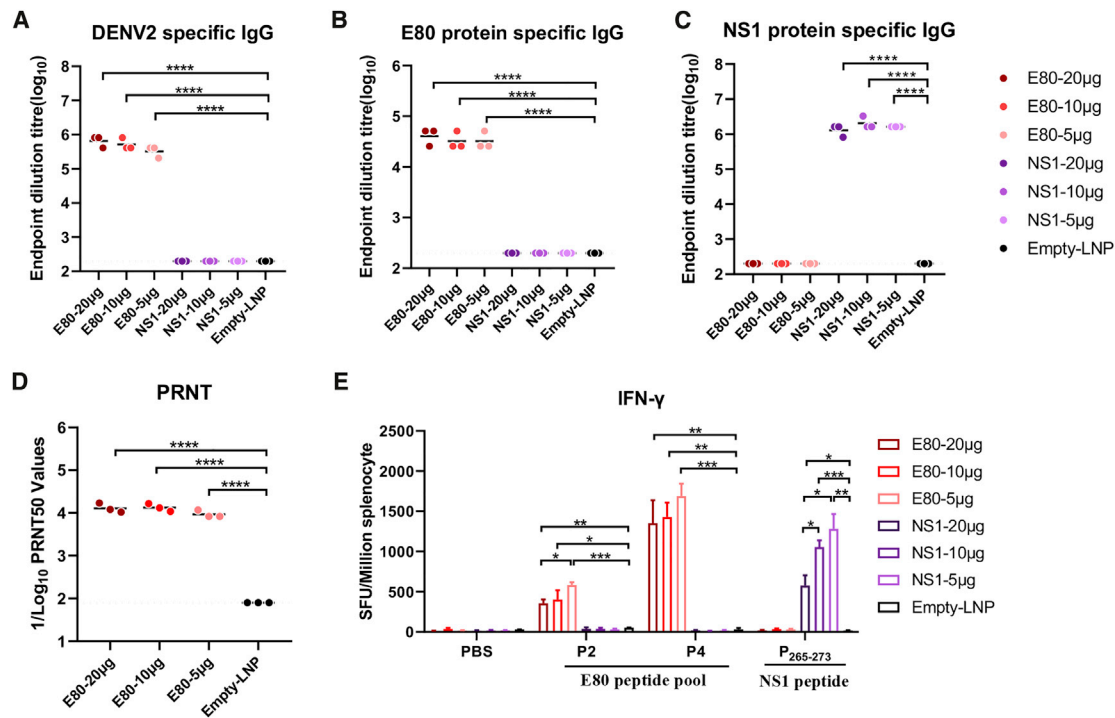 A
DENV2 specific IgG
Endpoint dilution titre(log10)
8
7
6
5
4
3
2
****
****
****
E80-20µg
E80-10µg
E80-5µg
NS1-20µg
NS1-10µg
NS1-5µg
Empty-LNP
B
E80 protein specific IgG
Endpoint dilution titre(log10)
6
5
4
3
2
****
****
****
E80-20µg
E80-10µg
E80-5µg
NS1-20µg
NS1-10µg
NS1-5µg
Empty-LNP
C
NS1 protein specific IgG
Endpoint dilution titre(log10)
8
7
6
5
4
3
2
****
****
****
E80-20µg
E80-10µg
E80-5µg
NS1-20µg
NS1-10µg
NS1-5µg
Empty-LNP
E80-20µg
E80-10µg
E80-5µg
NS1-20µg
NS1-10µg
NS1-5µg
Empty-LNP
D
PRNT
1/Log10 PRNT50 Values
6
5
4
3
2
1
****
****
****
E80-20µg
E80-10µg
E80-5µg
Empty-LNP
E
IFN-γ
SFU/Million splenocyte
2500
2000
1500
1000
500
0
**
*
* ***
**
**
***
*
***
* **
*
PBS
P2
P4
P265-273
E80 peptide pool
NS1 peptide
E80-20µg
E80-10µg
E80-5µg
NS1-20µg
NS1-10µg
NS1-5µg
Empty-LNP